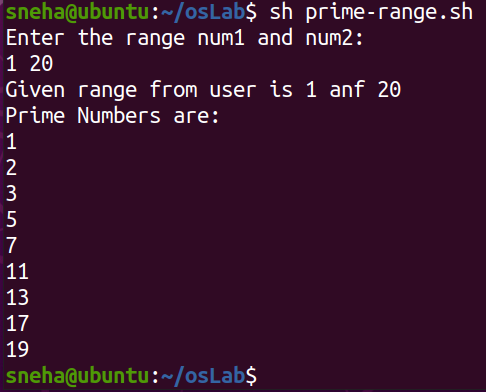 sneha@ubuntu:~/osLab$ sh prime-range.sh
Enter the range num1 and num2:
1 20
Given range from user is 1 anf 20
Prime Numbers are:
1
2
3
5
7
11
13
17
19
sneha@ubuntu:~/osLab$